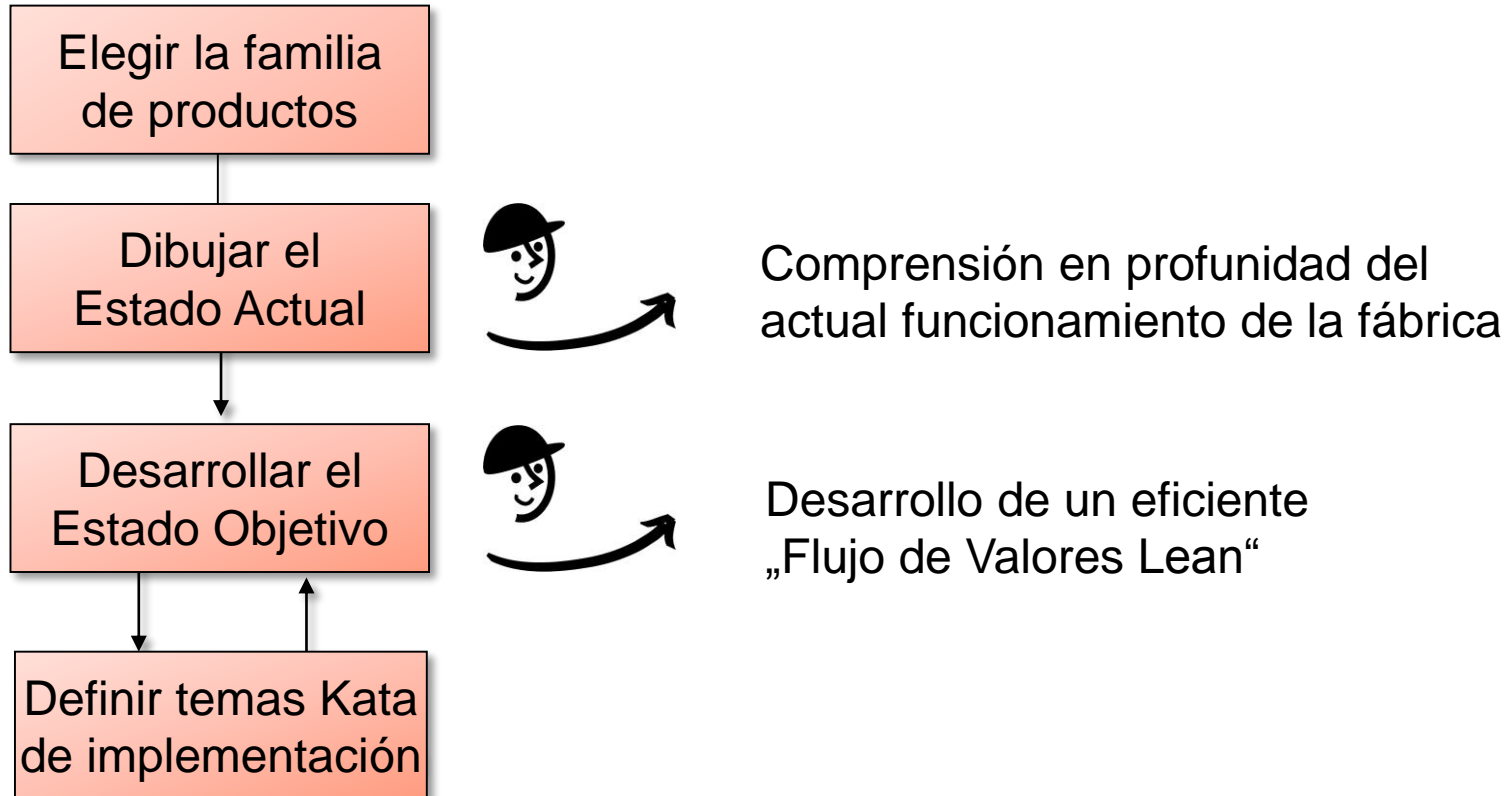 Elegir la familia
de productos
Dibujar el
Estado Actual
Comprensión en profunidad del
actual funcionamiento de la fábrica
Desarrollar el
Estado Objetivo
Desarrollo de un eficiente
„Flujo de Valores Lean“
Definir temas Kata
de implementación